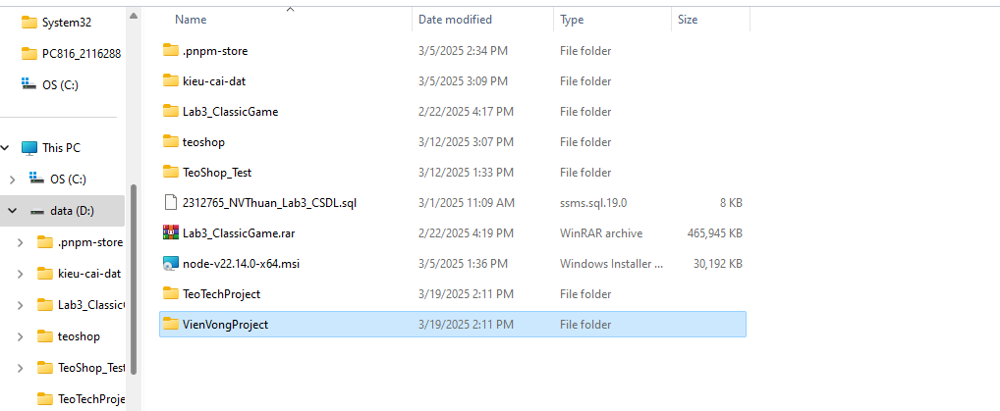 System32
PC816_2116288
OS (C:)
This PC
OS (C:)
data (D:)
.pnpm-store
kieu-cai-dat
Lab3_Classic
teoshop
TeoShop_Test
TeoTechProje
Name Date modified Type Size
.pnpm-store 3/5/2025 2:34 PM File folder
kieu-cai-dat 3/5/2025 3:09 PM File folder
Lab3_ClassicGame 2/22/2025 4:17 PM File folder
teoshop 3/12/2025 3:07 PM File folder
TeoShop_Test 3/12/2025 1:33 PM File folder
2312765_NVThuan_Lab3_CSDL.sql 3/1/2025 11:09 AM ssms.sql.19.0 8 KB
Lab3_ClassicGame.rar 2/22/2025 4:19 PM WinRAR archive 465,945 KB
node-v22.14.0-x64.msi 3/5/2025 1:36 PM Windows Installer ... 30,192 KB
TeoTechProject 3/19/2025 2:11 PM File folder
VienVongProject 3/19/2025 2:11 PM File folder